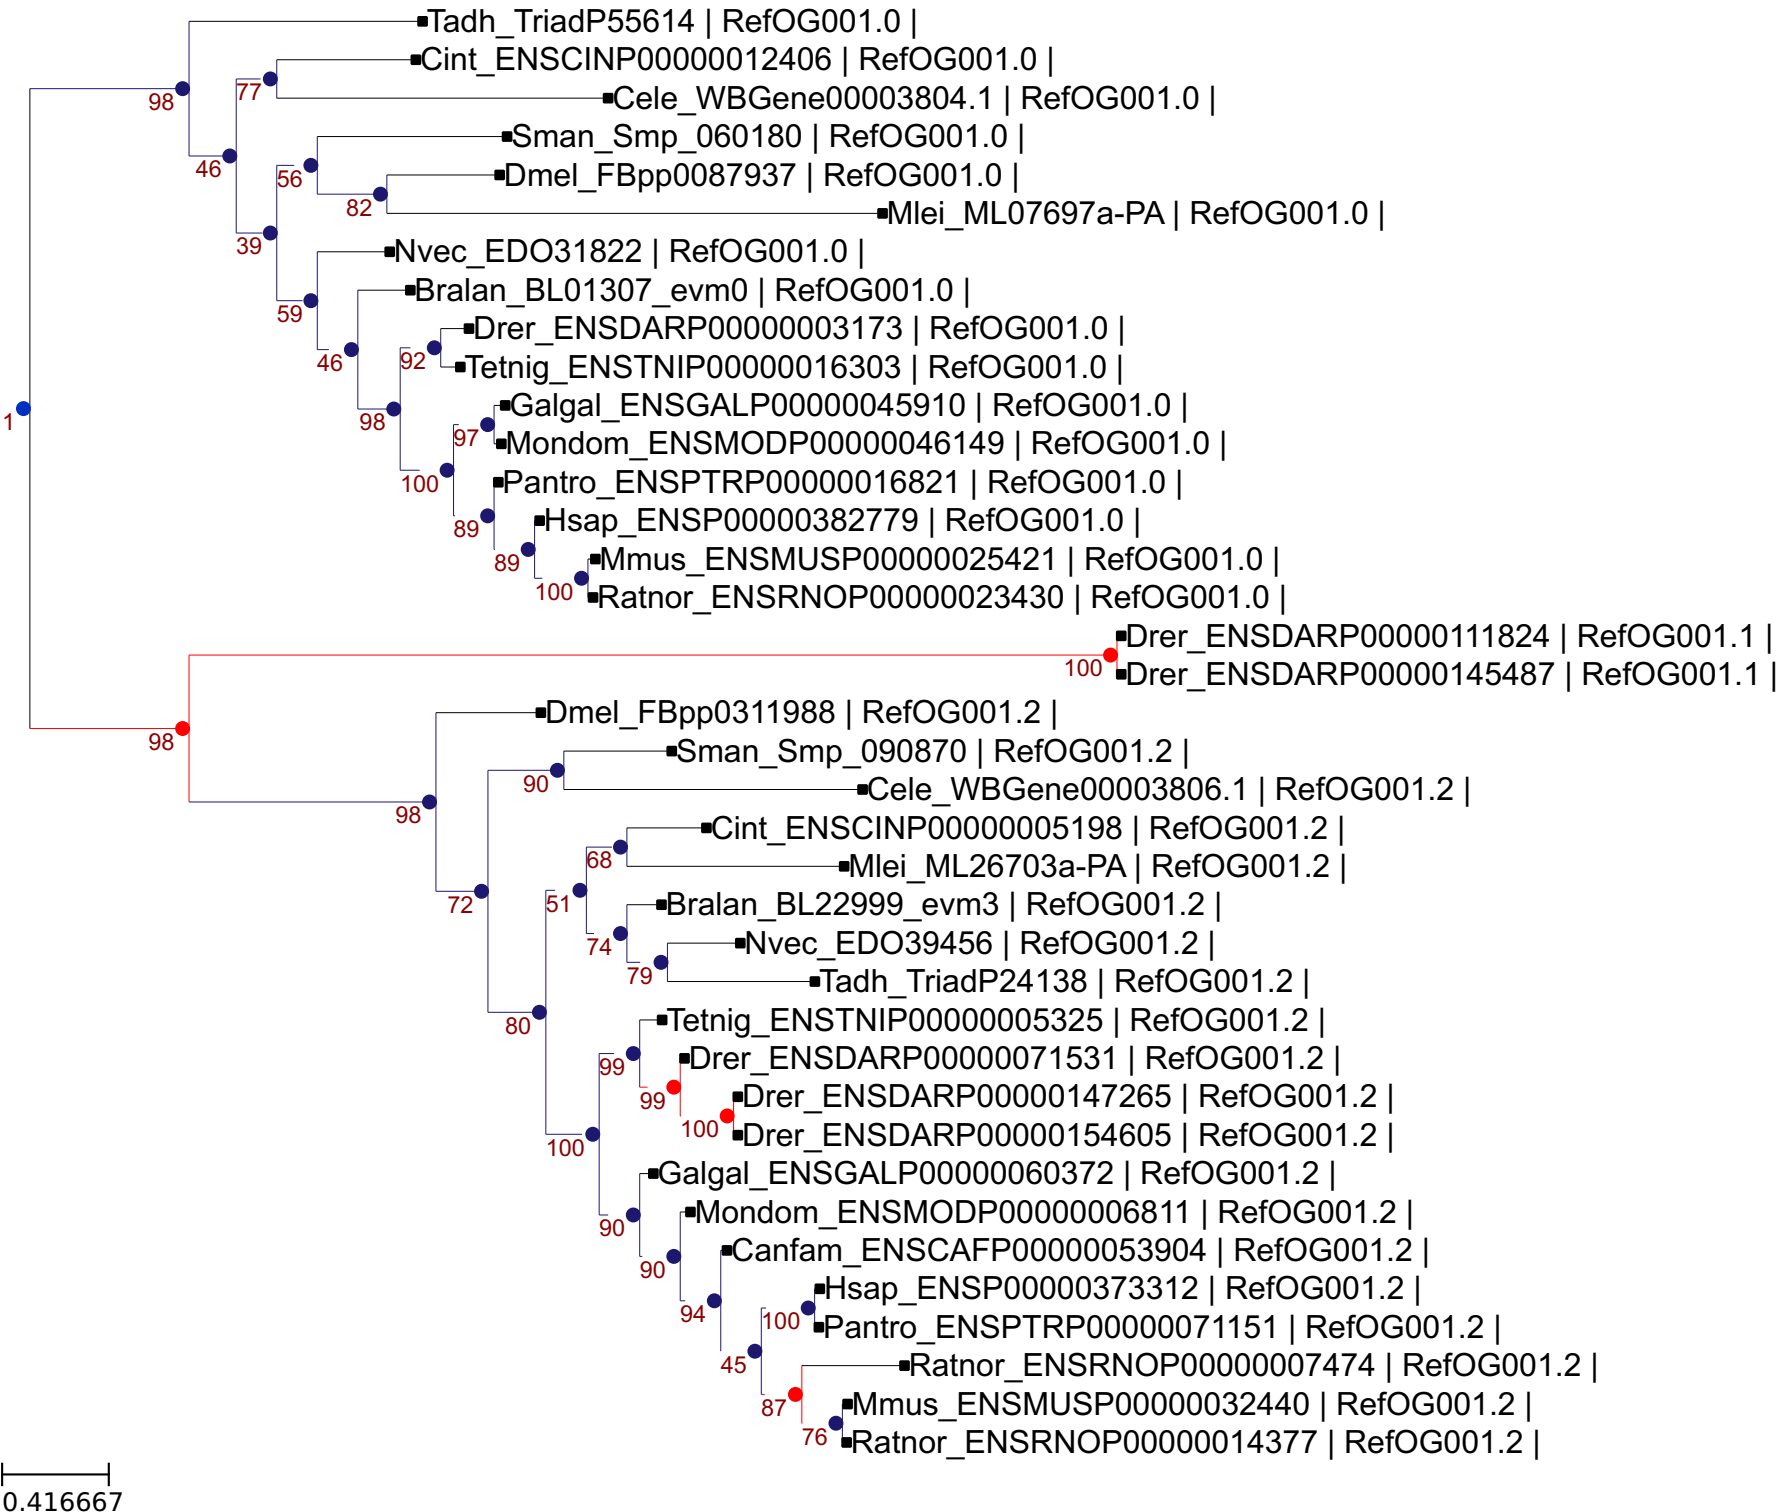 Tadh_TriadP55614 | RefOG001.0 |
Cint_ENSCINP00000012406 | RefOG001.0 |
77
Cele_WBGene00003804.1 | RefOG001.0 |
98
Sman_Smp_060180 | RefOG001.0 |
46
56
Dmel_FBpp0087937 | RefOG001.0 |
82
Mlei_ML07697a-PA | RefOG001.0 |
39
Nvec_EDO31822 | RefOG001.0 |
Bralan_BL01307_evm0 | RefOG001.0 |
59
Drer_ENSDARP00000003173 | RefOG001.0 |
46
92
Tetnig_ENSTNIP00000016303 | RefOG001.0 |
Galgal_ENSGALP00000045910 | RefOG001.0 |
1
98
97
Mondom_ENSMODP00000046149 | RefOG001.0 |
100
Pantro_ENSPTRP00000016821 | RefOG001.0 |
Hsap_ENSP00000382779 | RefOG001.0 |
89
Mmus_ENSMUSP00000025421 | RefOG001.0 |
89
100
Ratnor_ENSRNOP00000023430 | RefOG001.0 |
Drer_ENSDARP00000111824 | RefOG001.1 |
100
Drer_ENSDARP00000145487 | RefOG001.1 |
Dmel_FBpp0311988 | RefOG001.2 |
98
Sman_Smp_090870 | RefOG001.2 |
90
Cele_WBGene00003806.1 | RefOG001.2 |
98
Cint_ENSCINP00000005198 | RefOG001.2 |
68
Mlei_ML26703a-PA | RefOG001.2 |
72
51
Bralan_BL22999_evm3 | RefOG001.2 |
74
Nvec_EDO39456 | RefOG001.2 |
79
Tadh_TriadP24138 | RefOG001.2 |
80
Tetnig_ENSTNIP00000005325 | RefOG001.2 |
99
Drer_ENSDARP00000071531 | RefOG001.2 |
99
Drer_ENSDARP00000147265 | RefOG001.2 |
100
Drer_ENSDARP00000154605 | RefOG001.2 |
100
Galgal_ENSGALP00000060372 | RefOG001.2 |
90
Mondom_ENSMODP00000006811 | RefOG001.2 |
Canfam_ENSCAFP00000053904 | RefOG001.2 |
90
Hsap_ENSP00000373312 | RefOG001.2 |
94
100
Pantro_ENSPTRP00000071151 | RefOG001.2 |
45
Ratnor_ENSRNOP00000007474 | RefOG001.2 |
87
Mmus_ENSMUSP00000032440 | RefOG001.2 |
76
Ratnor_ENSRNOP00000014377 | RefOG001.2 |
0.416667